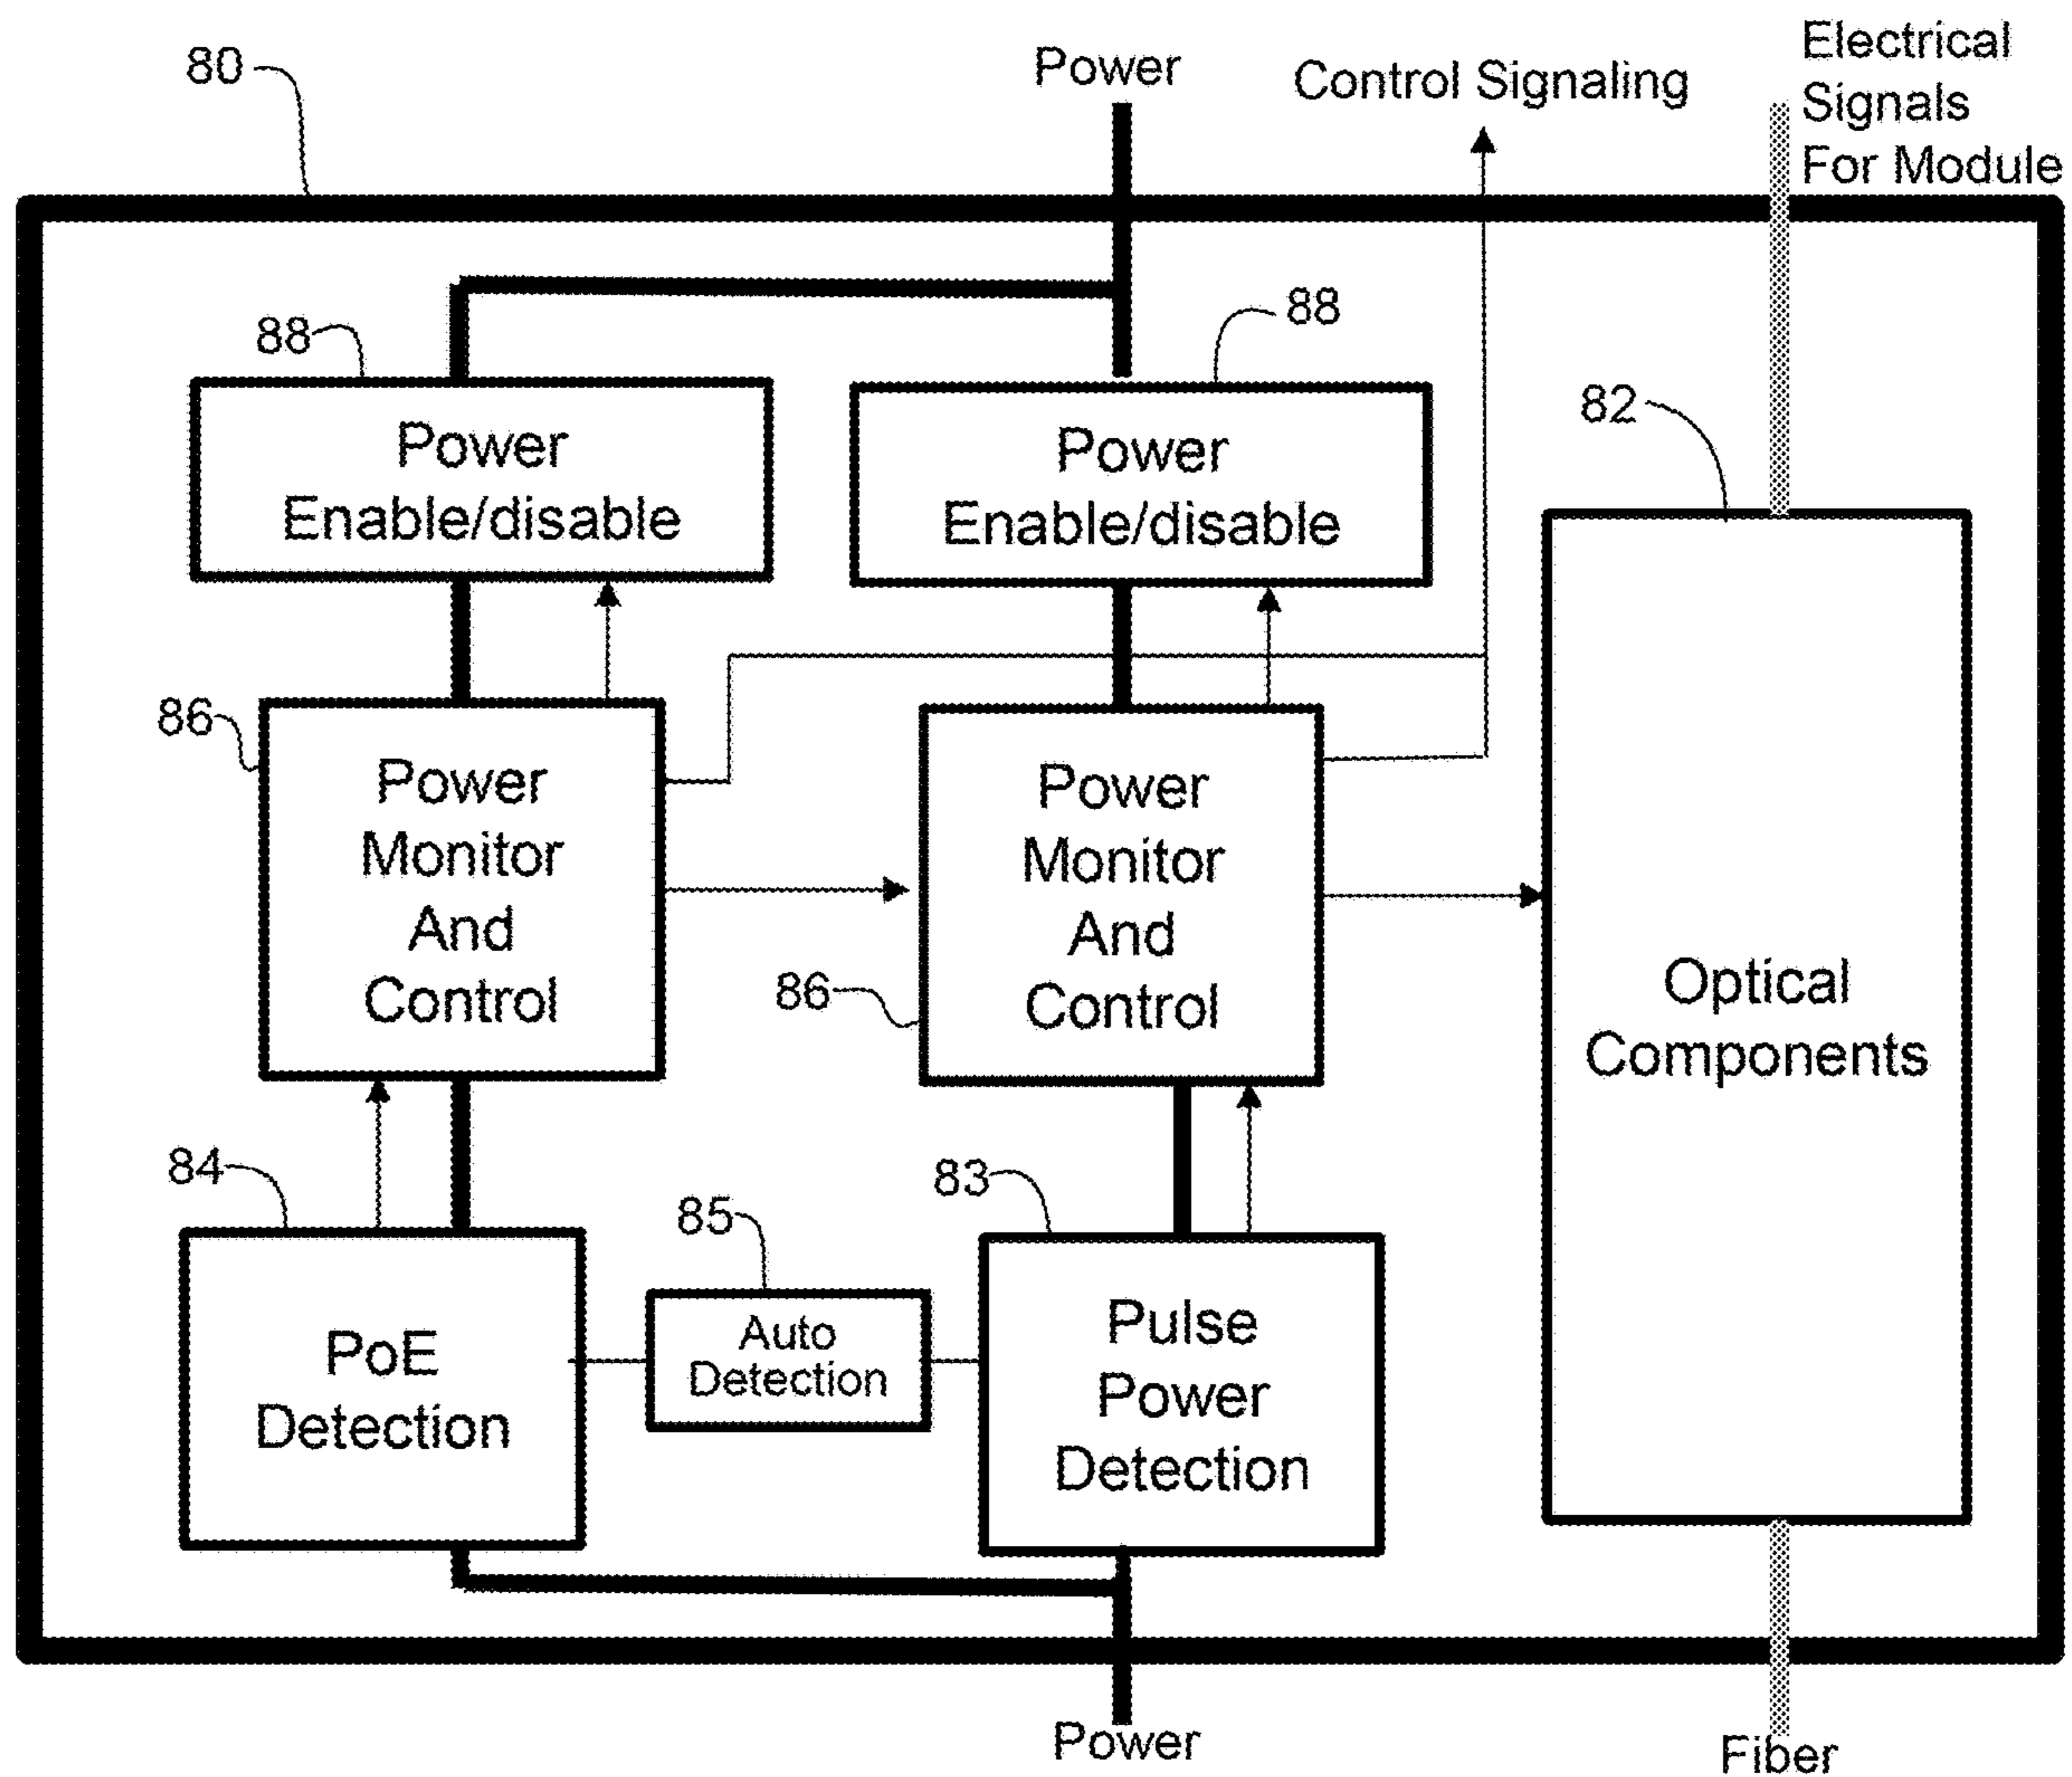 80
Power
Control Signaling
Electrical
Signals
For Module
88
Power
Enable/disable
88
Power
Enable/disable
82
86
Power
Monitor
And
Control
86
Power
Monitor
And
Control
Optical
Components
84
PoE
Detection
85
Auto
Detection
83
Pulse
Power
Detection
Power
Fiber